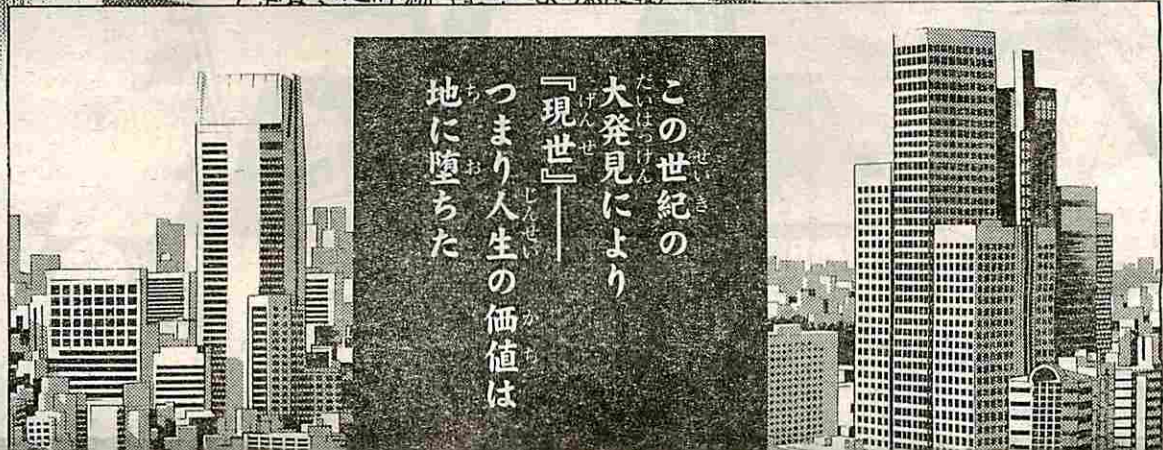 この世紀の
大発見により
『現世』――
つまり人生の価値は
地に堕ちた